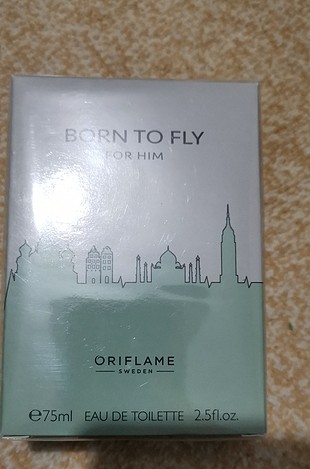 BORN TO FLY
FOR HIM
ORIFLAME
SWEDEN
℮75ml EAU DE TOILETTE 2.5fl.oz.